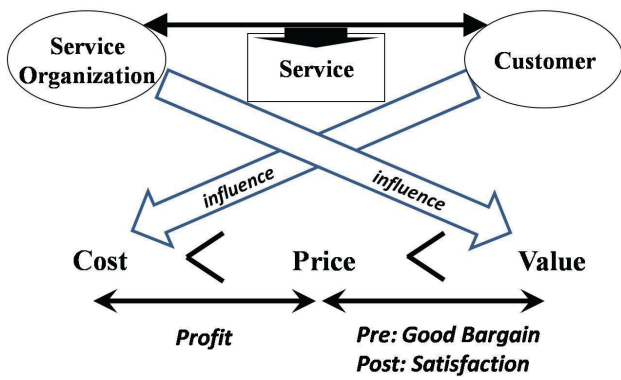 Service
Organization
Service
Customer
influence
influence
Cost < Price < Value
Profit
Pre: Good Bargain
Post: Satisfaction